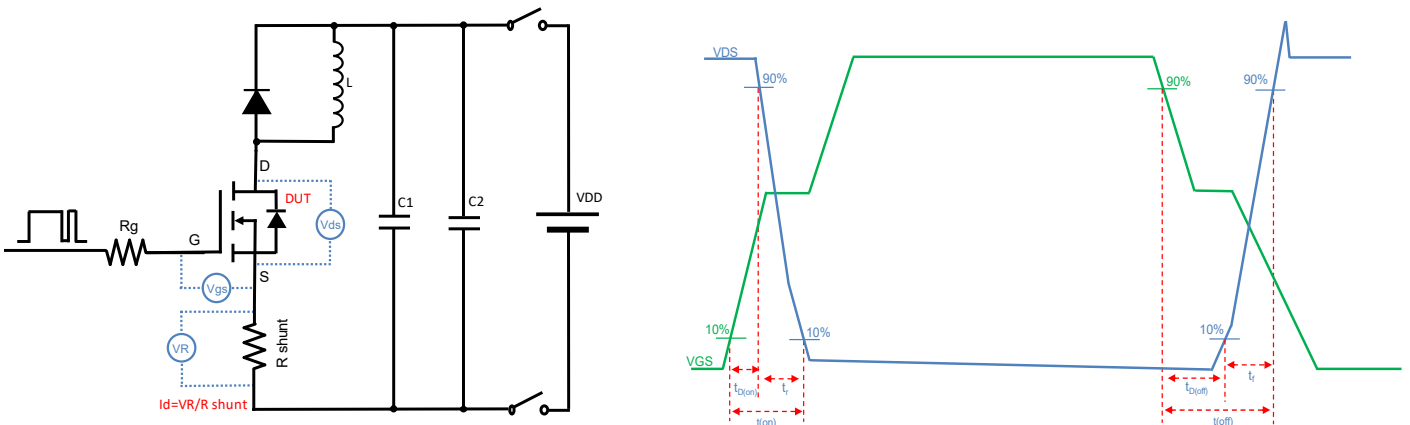 L
D
DUT
Vds
C1
C2
VDD
Rg
G
S
Vgs
VR
R shunt
Id=VR/R shunt
VDS
90%
90%
90%
10%
10%
10%
VGS
tD(on)
tr
tD(off)
tf
t(on)
t(off)